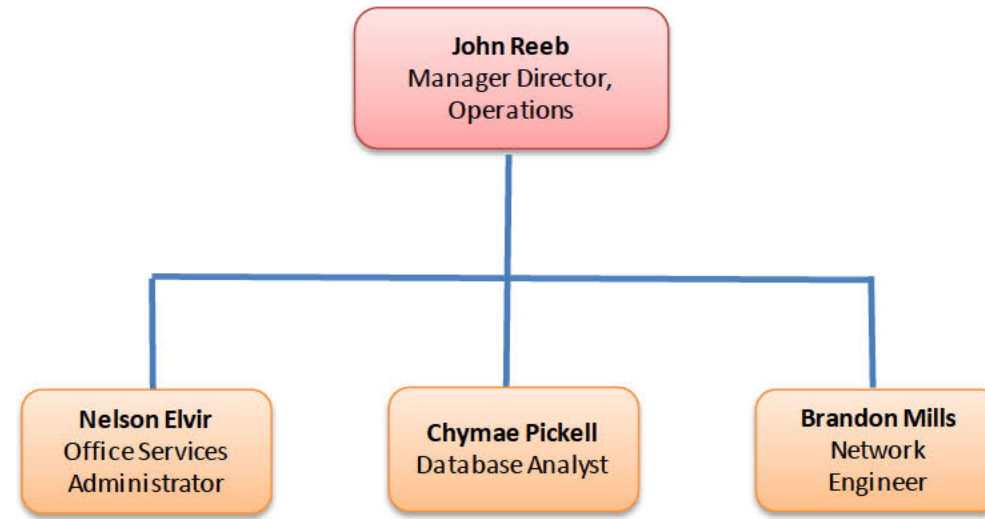 John Reeb
Manager Director,
Operations
Nelson Elvir
Office Services
Administrator
Chymae Pickell
Database Analyst
Brandon Mills
Network
Engineer